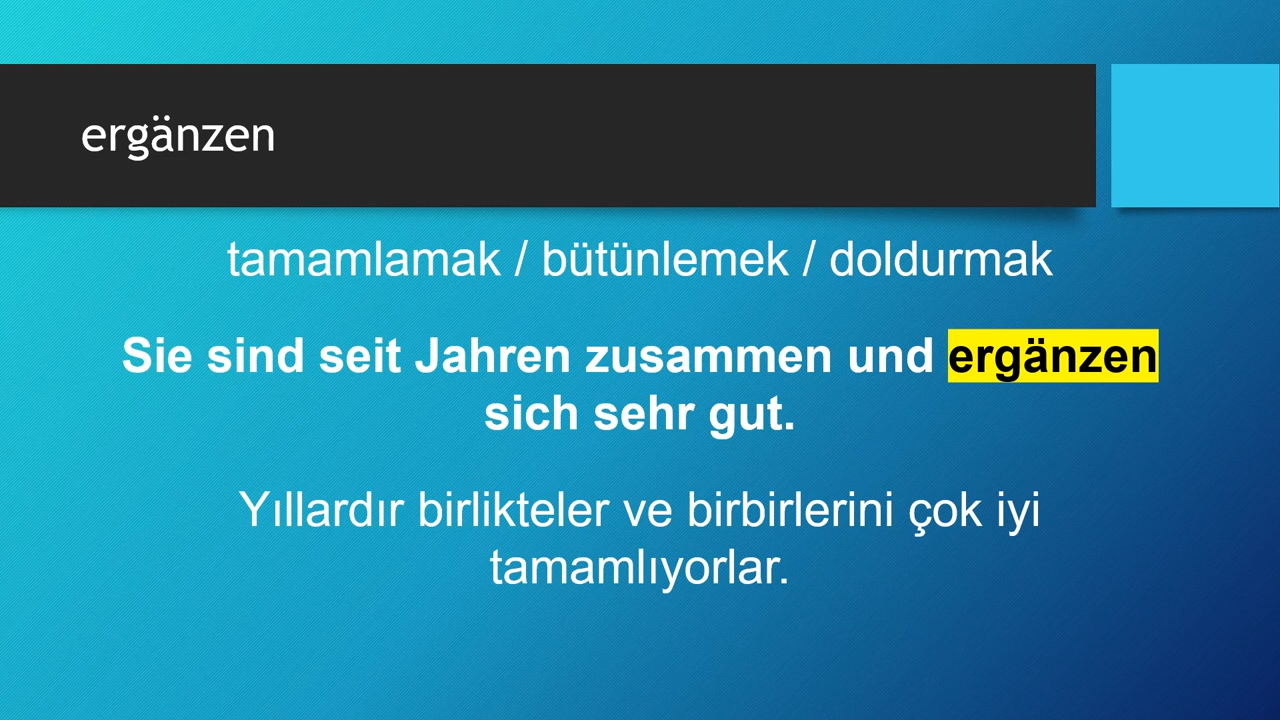 ergänzen
tamamlamak / bütünlemek / doldurmak
Sie sind seit Jahren zusammen und ergänzen
sich sehr gut.
Yıllardır birlikteler ve birbirlerini çok iyi
tamamlıyorlar.